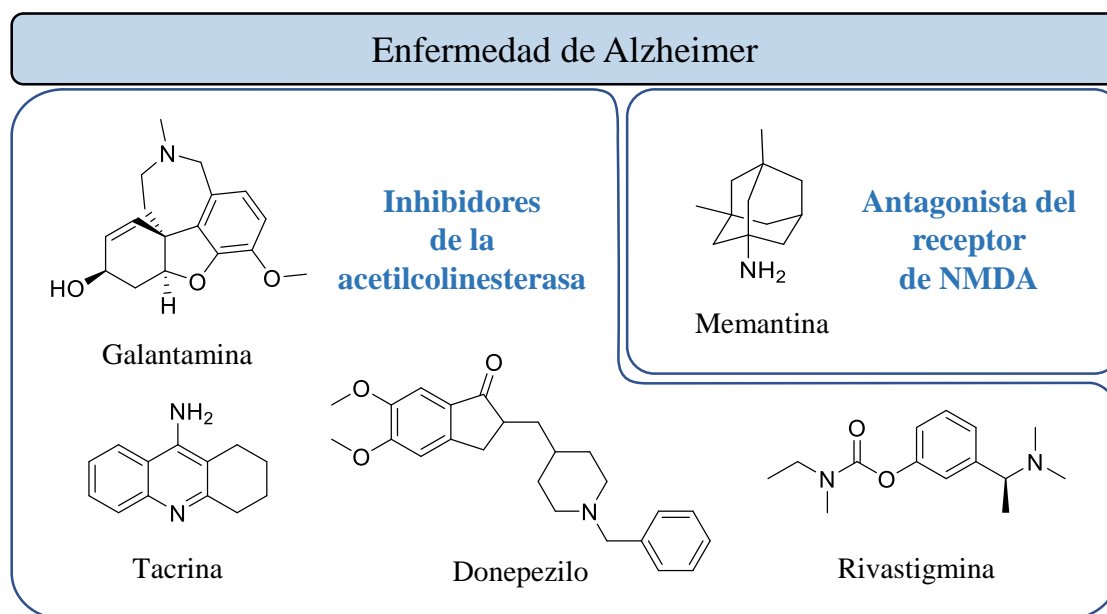 Enfermedad de Alzheimer
N
HO
O
H
O
Galantamina
Inhibidores
de la
acetilcolinesterasa
NH2
Memantina
Antagonista del
receptor
de NMDA
NH2
N
Tacrina
O
O
O
N
Donepezilo
O
N
O
N
Rivastigmina